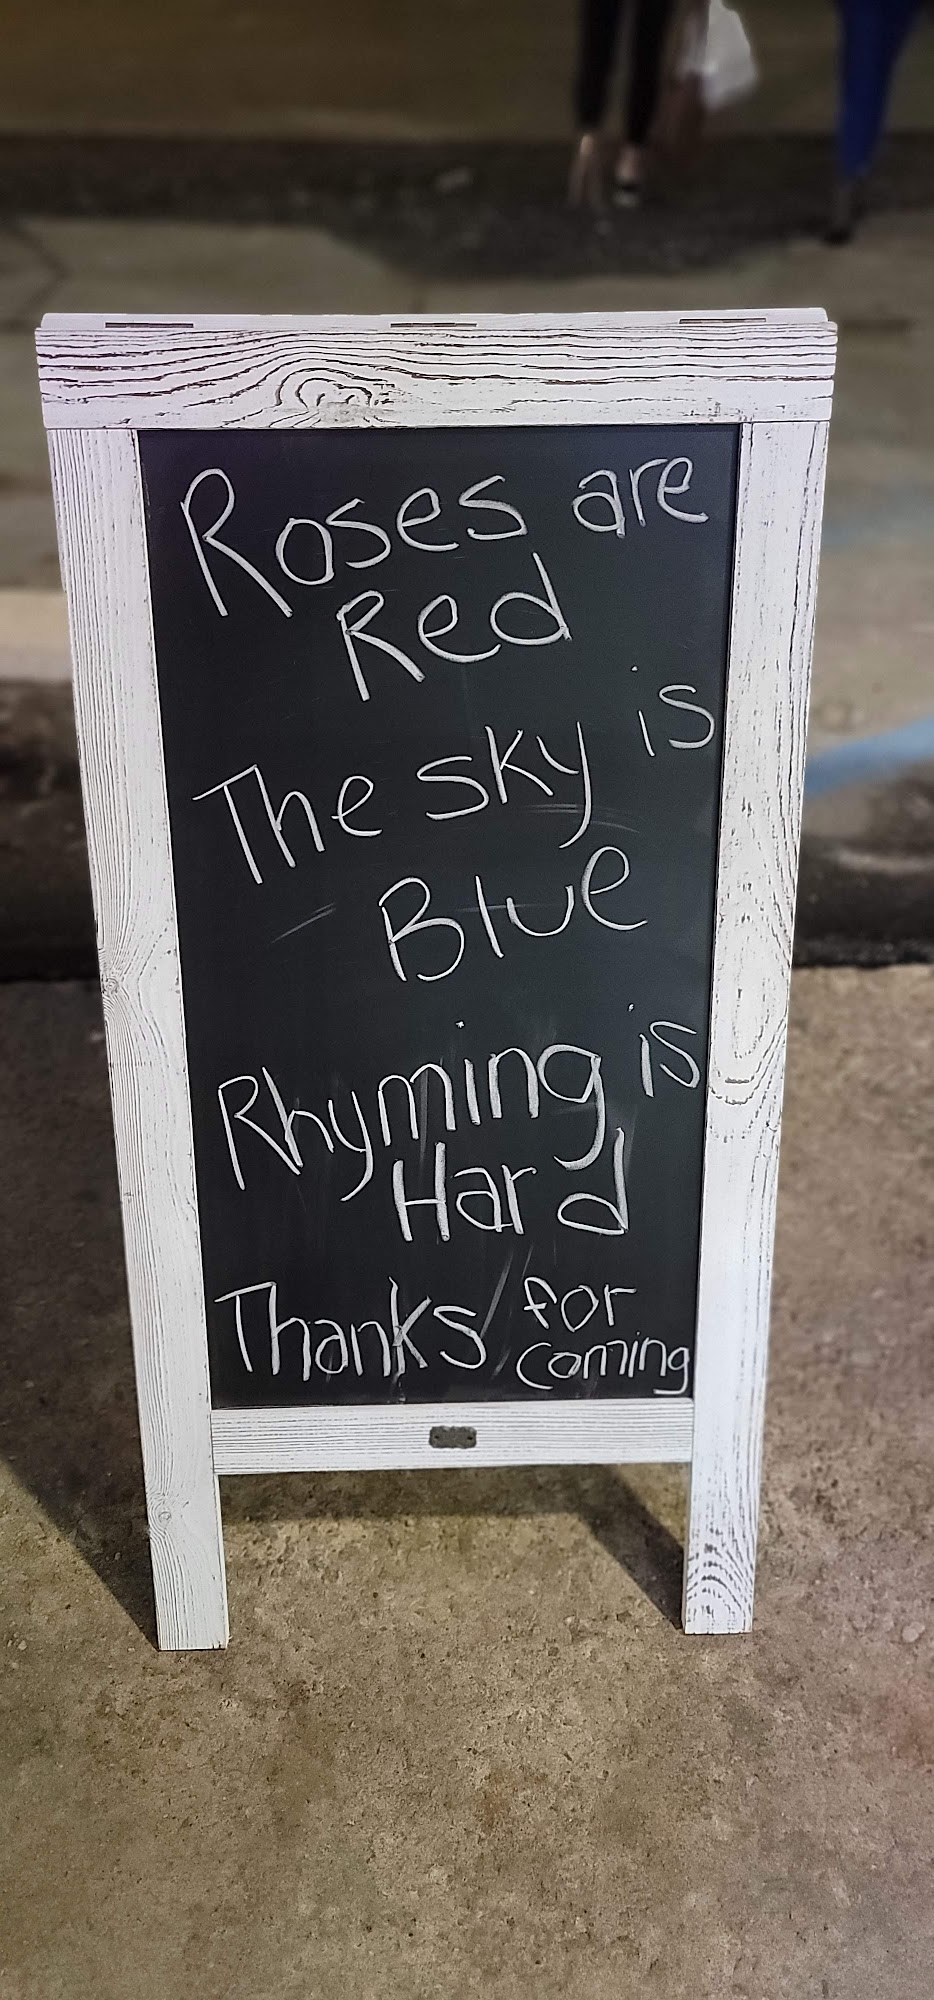 Roses are
Red
The sky is
Blue
Rhyming is
Hard
Thanks for
coming